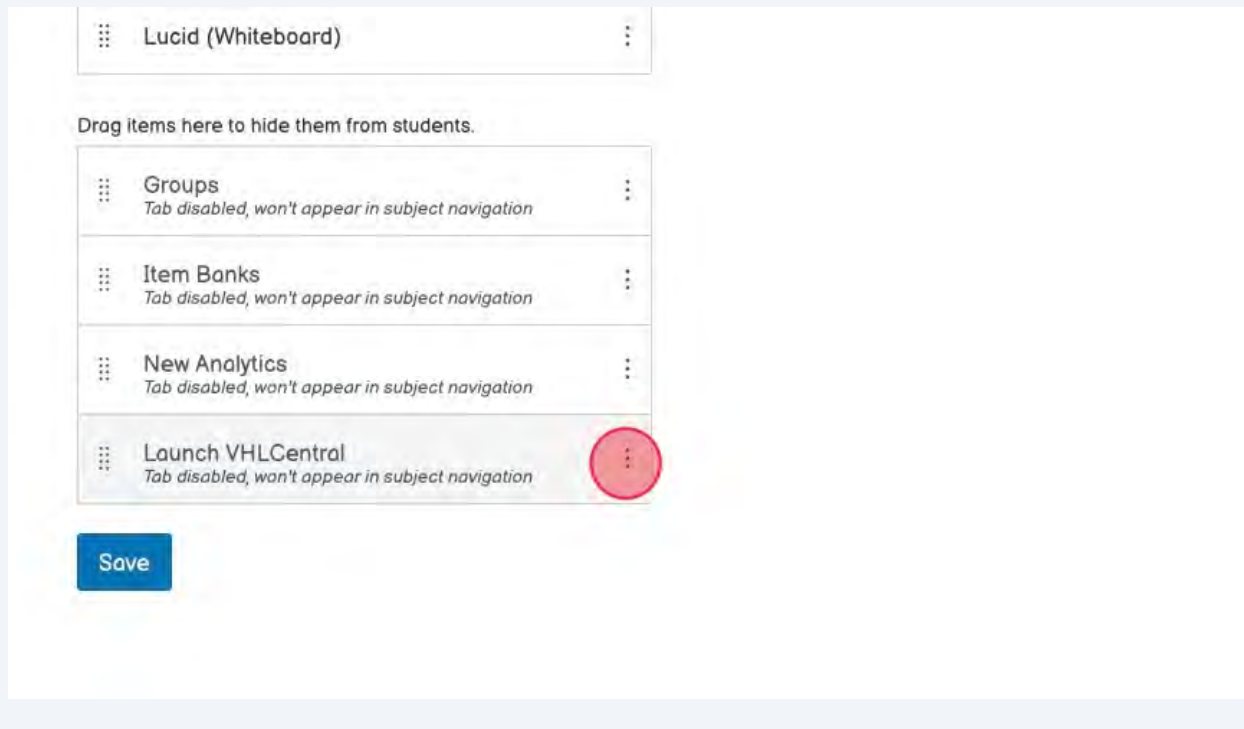 Lucid (Whiteboard)
Drag items here to hide them from students.
Groups
Tab disabled, won't appear in subject navigation
Item Banks
Tab disabled, won't appear in subject navigation
New Analytics
Tab disabled, won't appear in subject navigation
Launch VHLCentral
Tab disabled, won't appear in subject navigation
Save